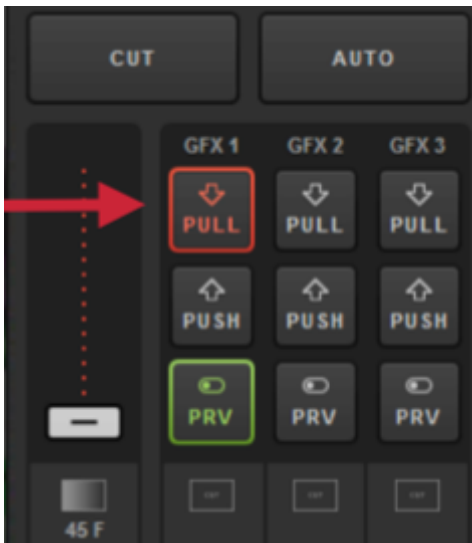 CUT AUTO
GFX 1 GFX 2 GFX 3
PULL PULL PULL
PUSH PUSH PUSH
PRV PRV PRV
45 F